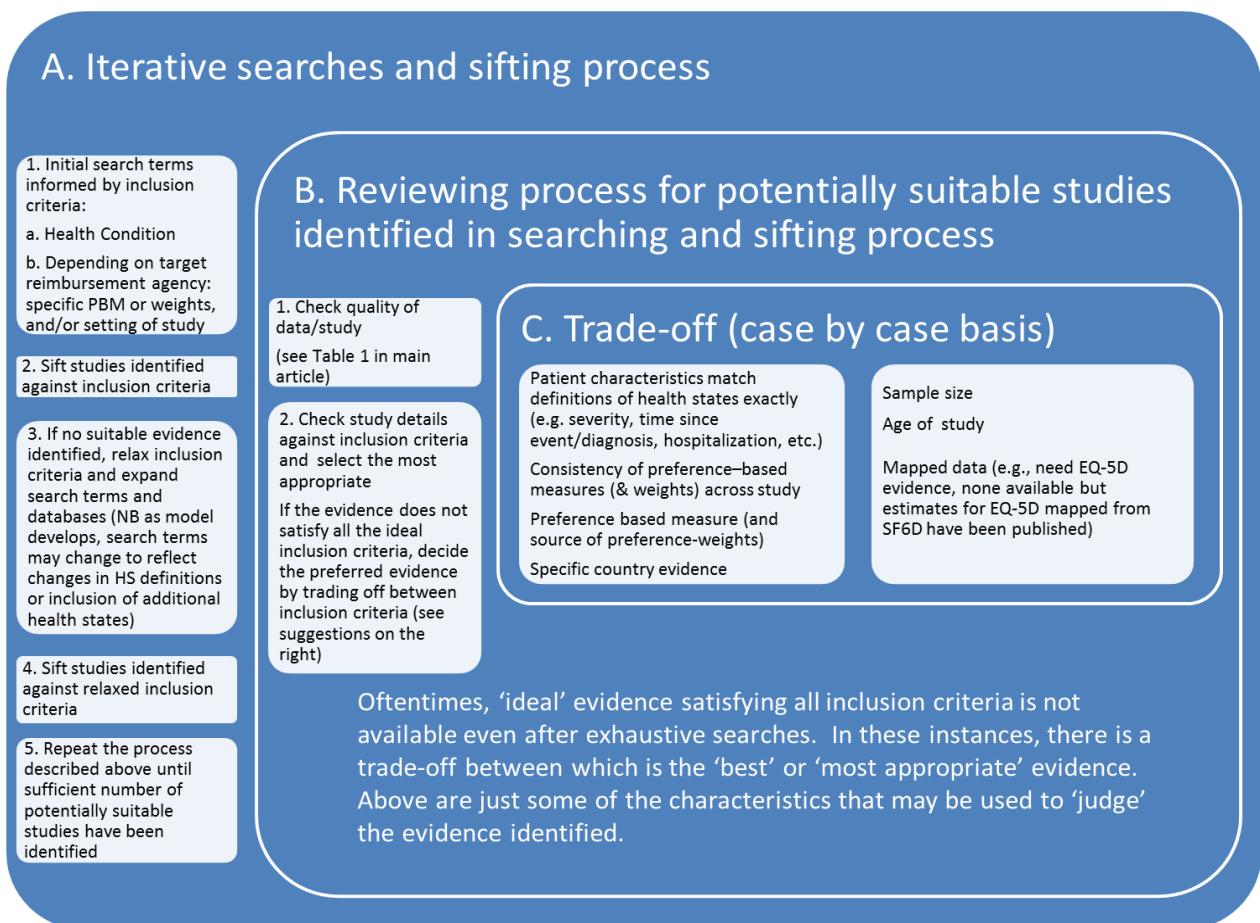 A. Iterative searches and sifting process
1. Initial search terms
informed by inclusion
criteria:
a. Health Condition
b. Depending on target
reimbursement agency:
specific PBM or weights,
and/or setting of study
2. Sift studies identified
against inclusion criteria
3. If no suitable evidence
identified, relax inclusion
criteria and expand
search terms and
databases (NB as model
develops, search terms
may change to reflect
changes in HS definitions
or inclusion of additional
health states)
4. Sift studies identified
against relaxed inclusion
criteria
5. Repeat the process
described above until
sufficient number of
potentially suitable
studies have been
identified
B. Reviewing process for potentially suitable studies
identified in searching and sifting process
1. Check quality of
data/study
(see Table 1 in main
article)
2. Check study details
against inclusion criteria
and select the most
appropriate
If the evidence does not
satisfy all the ideal
inclusion criteria, decide
the preferred evidence
by trading off between
inclusion criteria (see
suggestions on the
right)
C. Trade-off (case by case basis)
Patient characteristics match
definitions of health states exactly
(e.g. severity, time since
event/diagnosis, hospitalization, etc.)
Consistency of preference–based
measures (& weights) across study
Preference based measure (and
source of preference-weights)
Specific country evidence
Sample size
Age of study
Mapped data (e.g., need EQ-5D
evidence, none available but
estimates for EQ-5D mapped from
SF6D have been published)
Oftentimes, ‘ideal’ evidence satisfying all inclusion criteria is not
available even after exhaustive searches. In these instances, there is a
trade-off between which is the ‘best’ or ‘most appropriate’ evidence.
Above are just some of the characteristics that may be used to ‘judge’
the evidence identified.